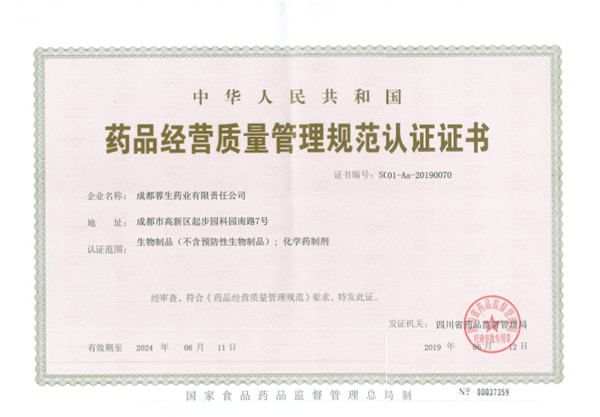 中华人民共和国
药品经营质量管理规范认证证书
证书编号：SC01-Aa-20190070
企业名称：成都蓉生药业有限责任公司
地 址：成都市高新区起步园科园南路7号
认证范围：生物制品（不含预防性生物制品）；化学药制剂
经审查，符合《药品经营质量管理规范》要求，特发此证。
发证机关：四川省药品监督管理局
有效期至 2024 年 06 月 11 日 2019 年 06 月 12 日
国家食品药品监督管理总局制
№ 00037359